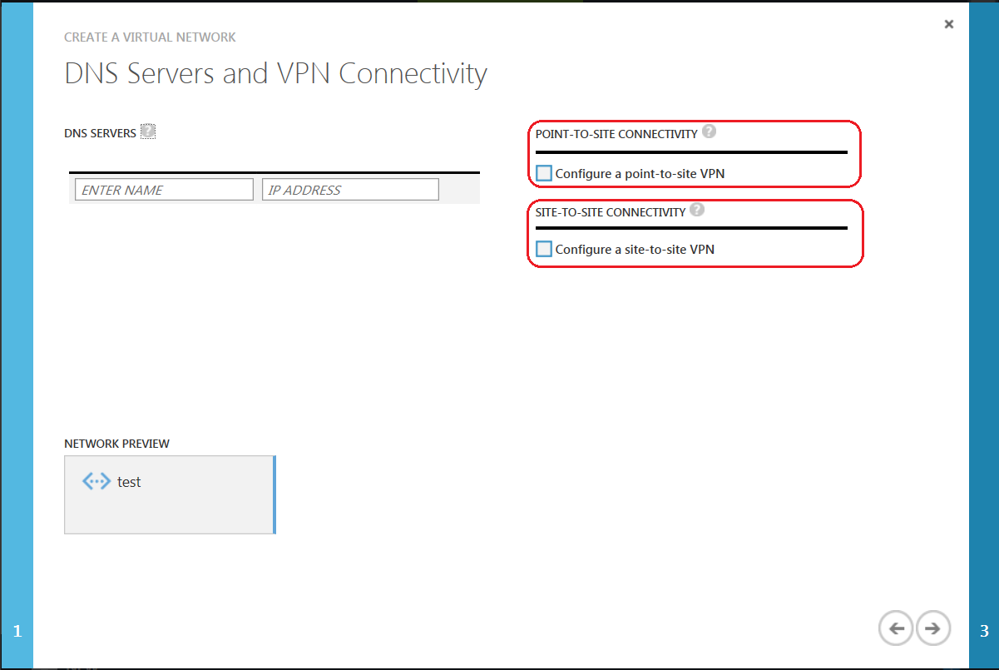 CREATE A VIRTUAL NETWORK
DNS Servers and VPN Connectivity
DNS SERVERS ?
ENTER NAME
IP ADDRESS
POINT-TO-SITE CONNECTIVITY ?
Configure a point-to-site VPN
SITE-TO-SITE CONNECTIVITY ?
Configure a site-to-site VPN
NETWORK PREVIEW
test
1
3